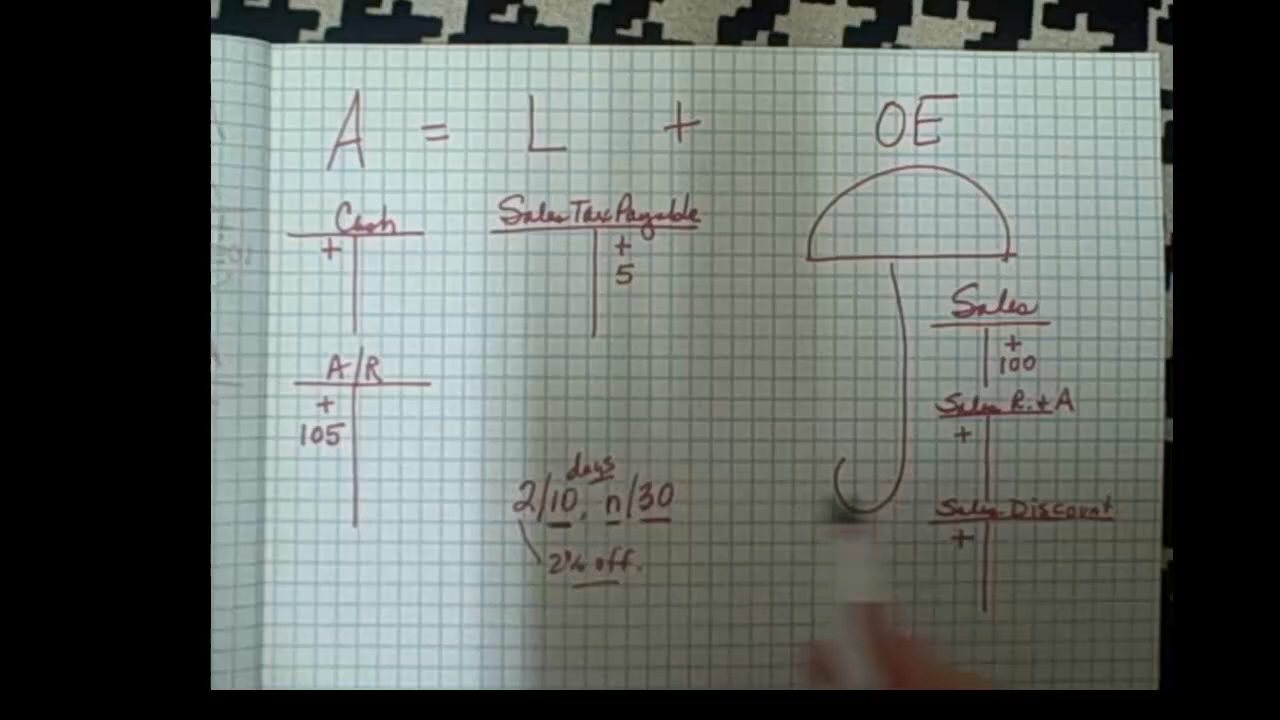 A = L + OE
Cash
+
Sales Tax Payable
+
5
Sales
+
100
A/R
+
105
Sales R. + A
+
Sales Discount
+
days
2/10, n/30
2% off.